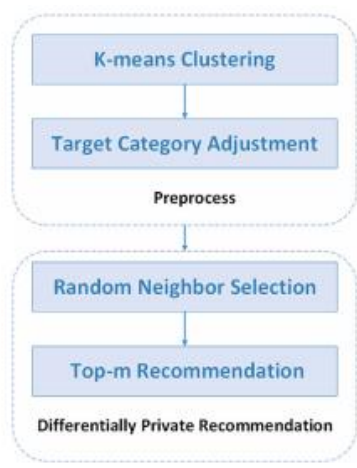 K-means Clustering
Target Category Adjustment
Preprocess
Random Neighbor Selection
Top-m Recommendation
Differentially Private Recommendation